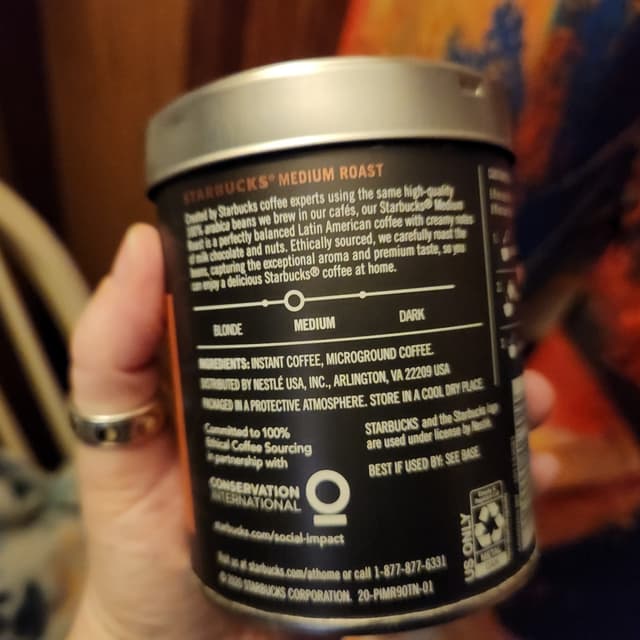 STARBUCKS® MEDIUM ROAST
Created by Starbucks coffee experts using the same high-quality
100% arabica beans we brew in our cafés, our Starbucks® Medium
Roast is a perfectly balanced Latin American coffee with creamy notes
of milk chocolate and nuts. Ethically sourced, we carefully roast the
beans, capturing the exceptional aroma and premium taste, so you
can enjoy a delicious Starbucks® coffee at home.
BLONDE MEDIUM DARK
INGREDIENTS: INSTANT COFFEE, MICROGROUND COFFEE.
DISTRIBUTED BY NESTLÉ USA, INC., ARLINGTON, VA 22209 USA
PACKAGED IN A PROTECTIVE ATMOSPHERE. STORE IN A COOL DRY PLACE.
Committed to 100%
Ethical Coffee Sourcing
in partnership with
CONSERVATION
INTERNATIONAL
starbucks.com/social-impact
STARBUCKS and the Starbucks logo
are used under license by Nestlé.
BEST IF USED BY: SEE BASE
US ONLY
Visit us at starbucks.com/athome or call 1-877-877-6331
© 2020 STARBUCKS CORPORATION. 20-PIMR90TN-01